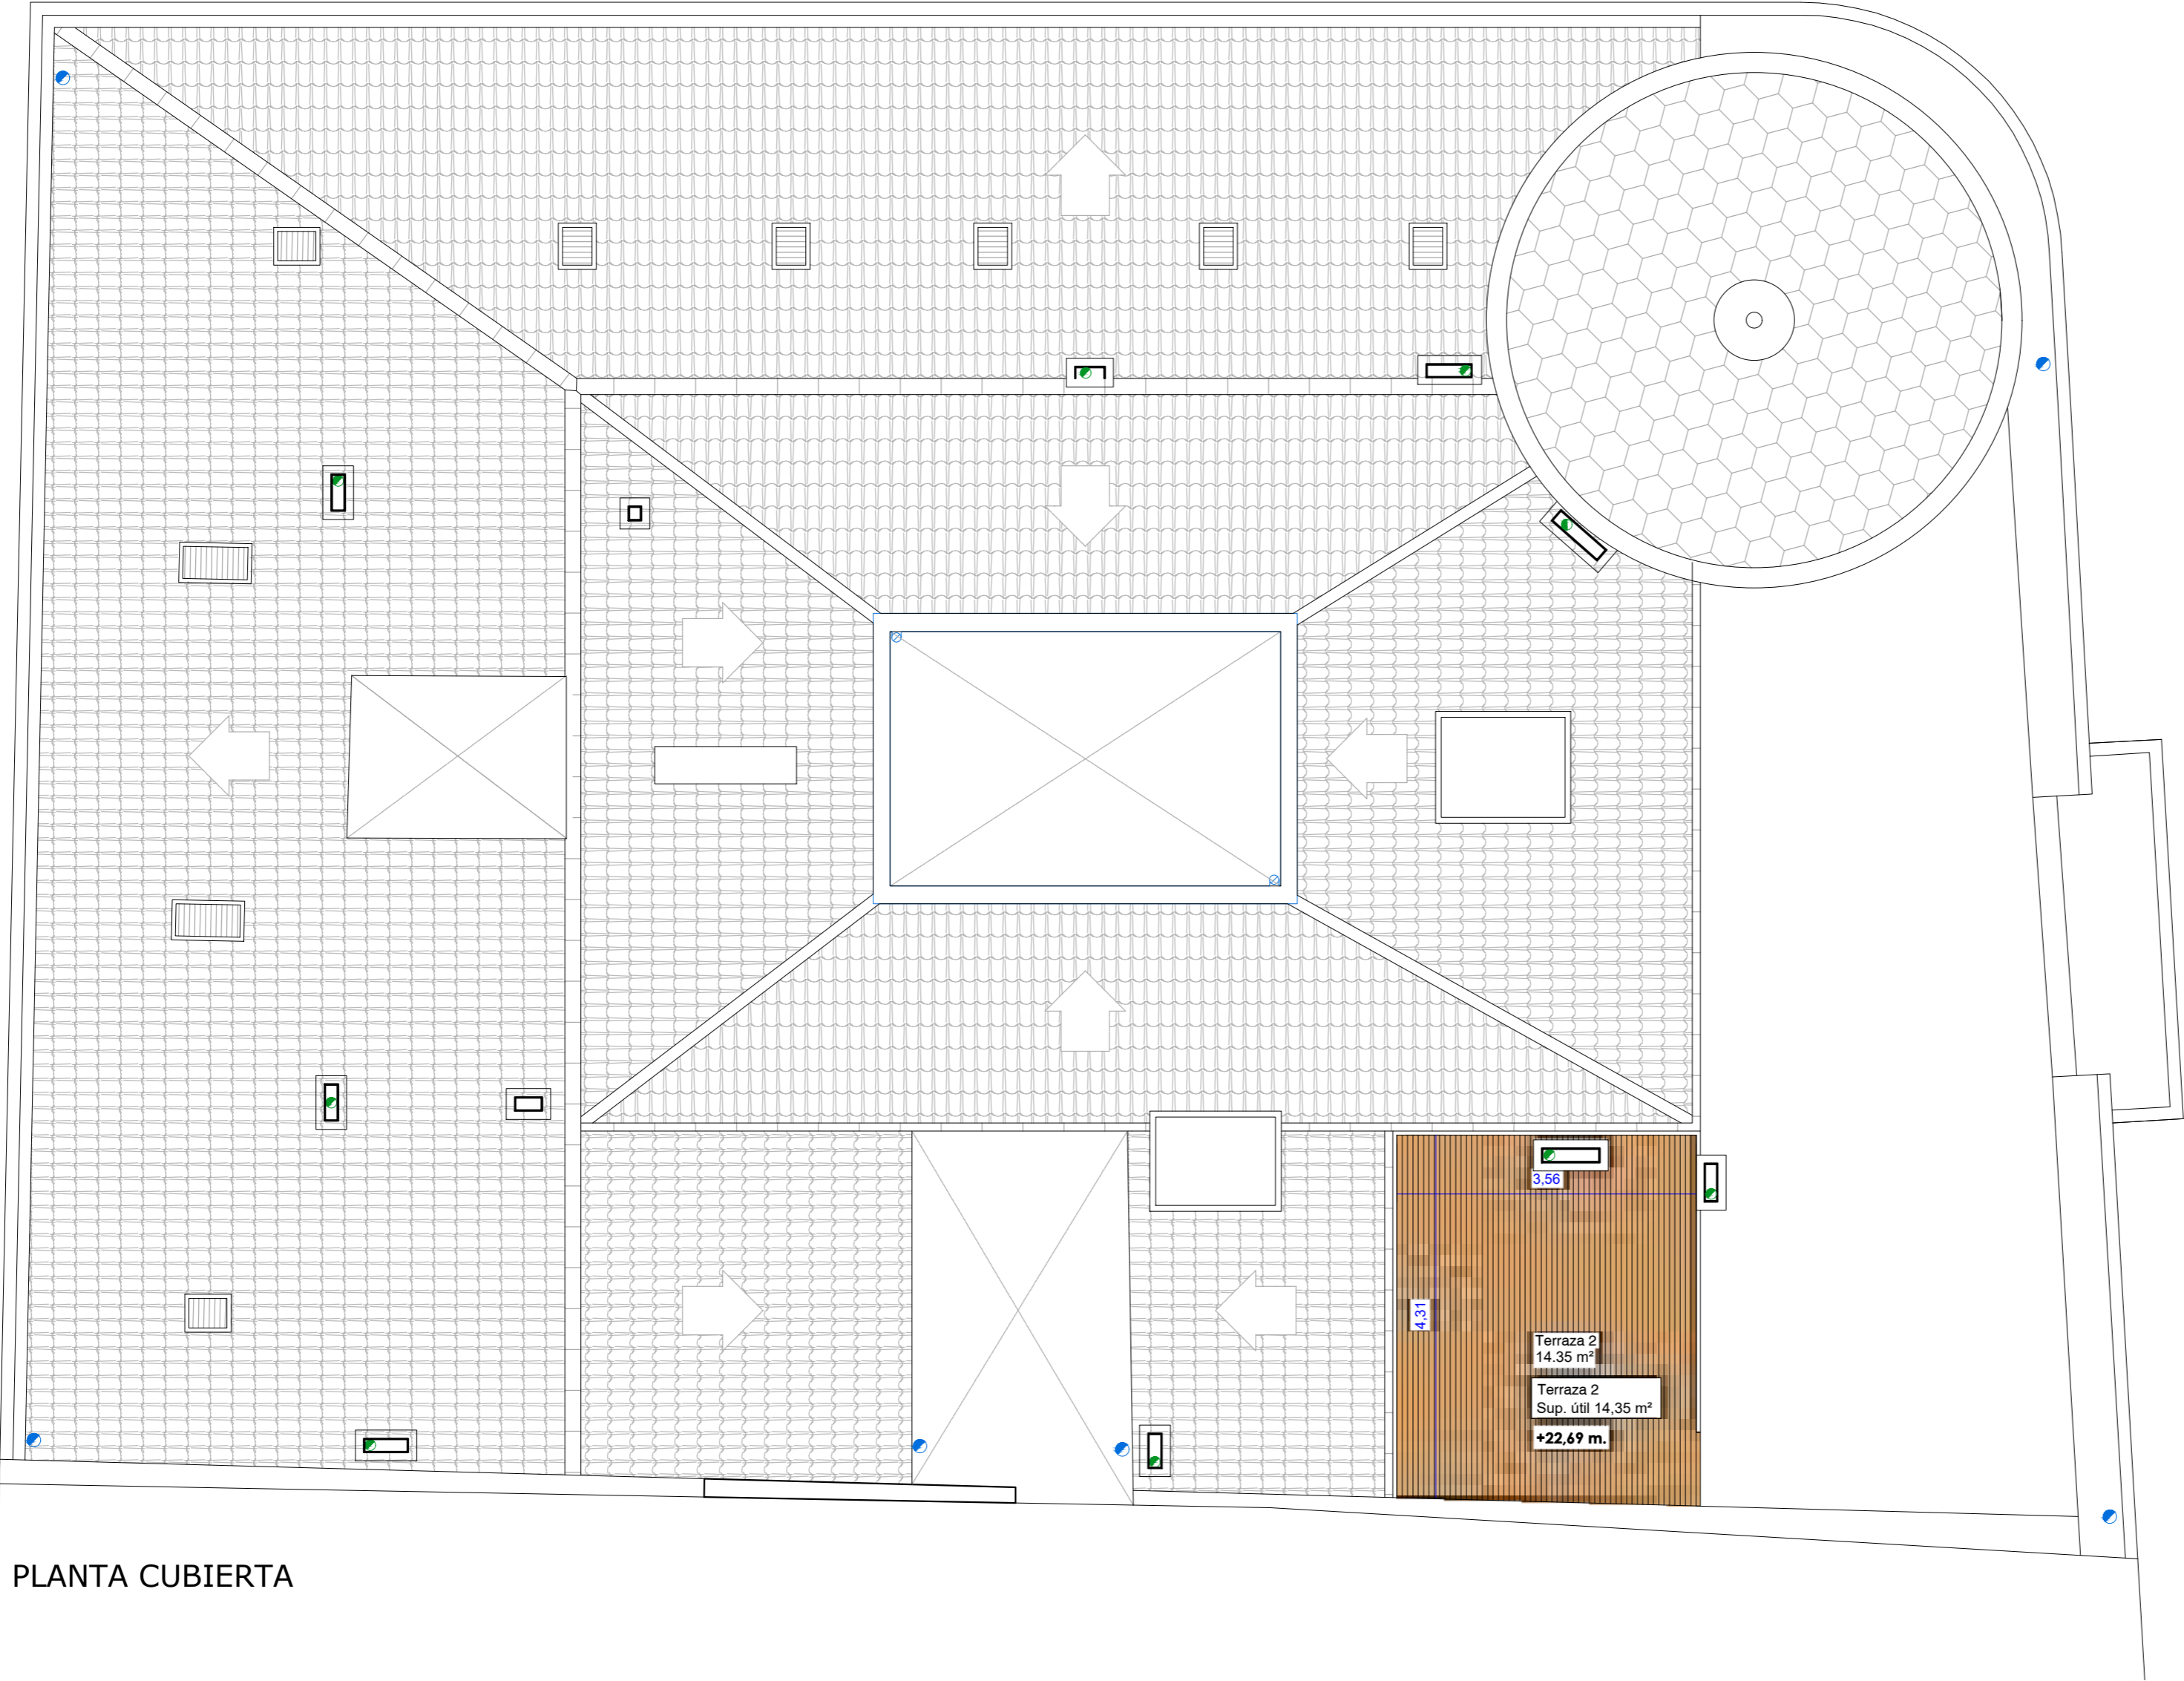 3,56
4,31
Terraza 2
14.35 m²
Terraza 2
Sup. útil 14,35 m²
+22,69 m.
PLANTA CUBIERTA